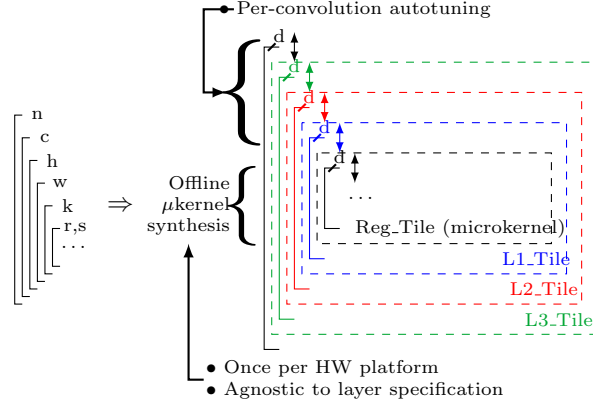 Per-convolution autotuning
d
d
d
d
d
n
c
h
w
k
r,s
...
⇒
Offline
μkernel
synthesis
...
Reg_Tile (microkernel)
L1_Tile
L2_Tile
L3_Tile
• Once per HW platform
• Agnostic to layer specification